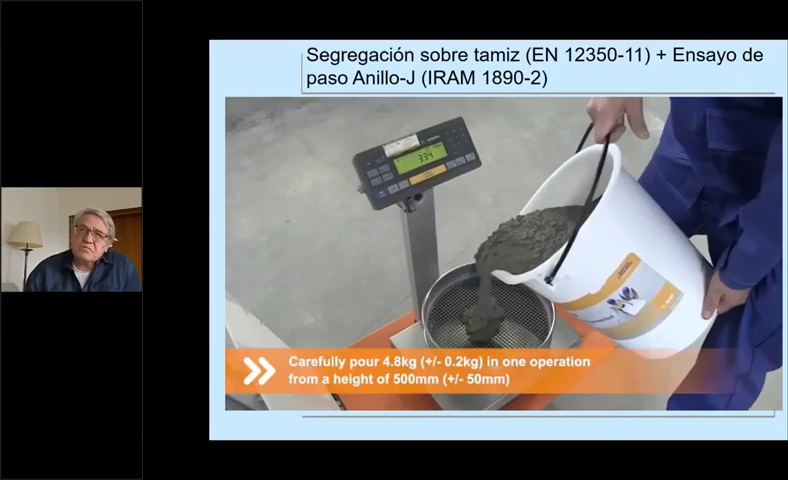 Segregación sobre tamiz (EN 12350-11) + Ensayo de
paso Anillo-J (IRAM 1890-2)
334
Carefully pour 4.8kg (+/- 0.2kg) in one operation
from a height of 500mm (+/- 50mm)